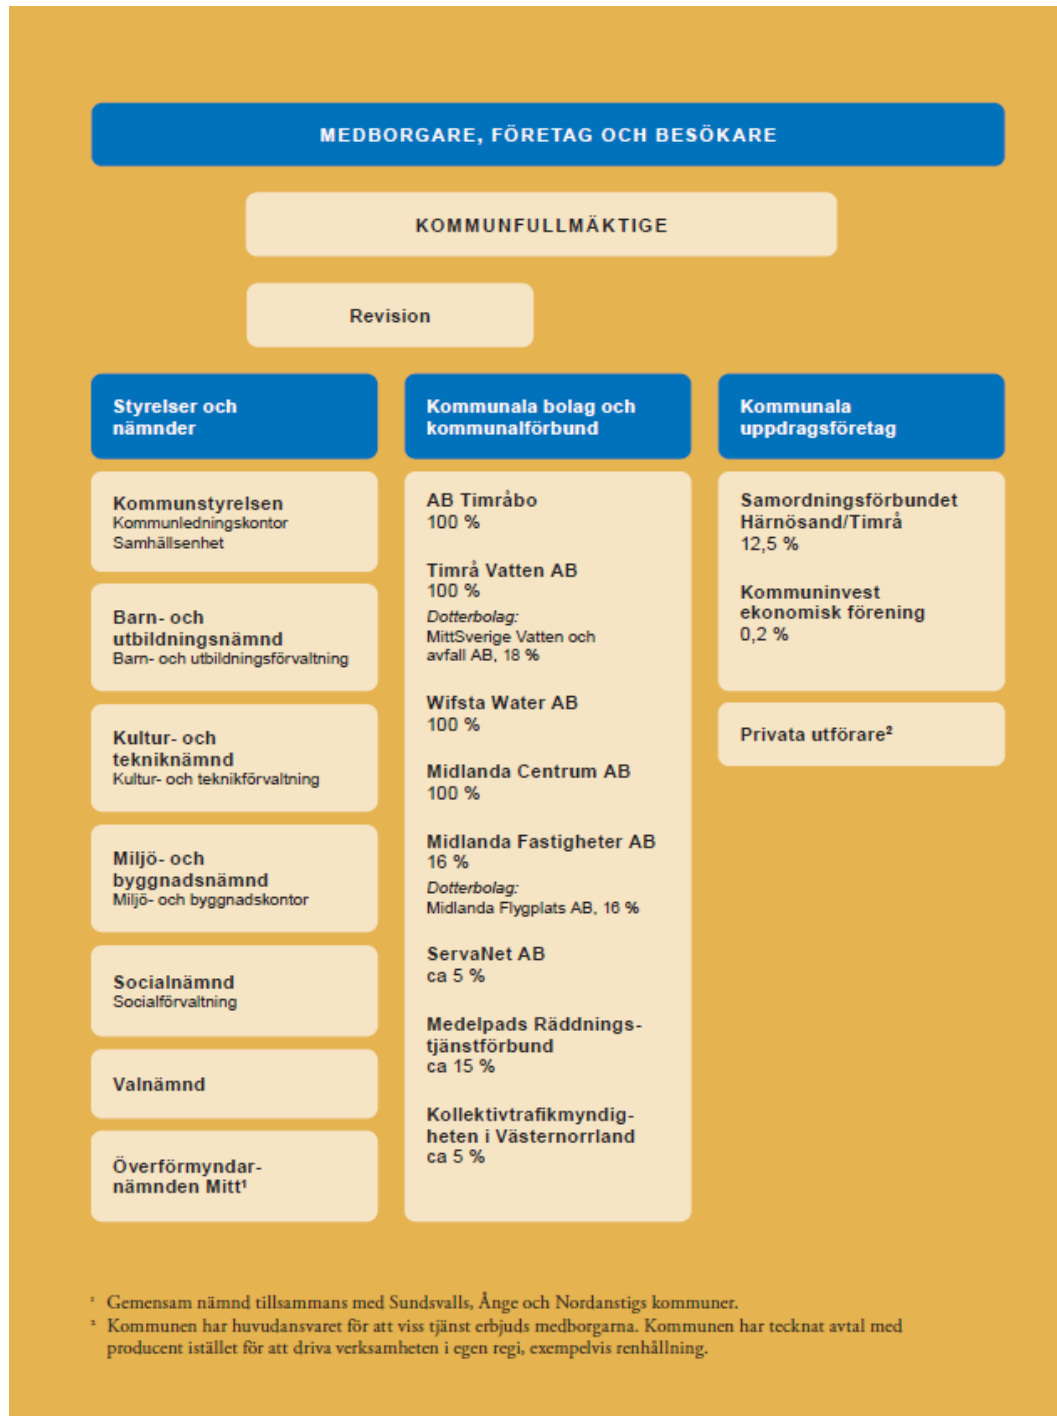 MEDBORGARE, FÖRETAG OCH BESÖKARE
KOMMUNFULLMÄKTIGE
Revision
Styrelser och
nämnder
Kommunstyrelsen
Kommunledningskontor
Samhällsenhet
Barn- och
utbildningsnämnd
Barn- och utbildningsförvaltning
Kultur- och
tekniknämnd
Kultur- och teknikförvaltning
Miljö- och
byggnadsnämnd
Miljö- och byggnadskontor
Socialnämnd
Socialförvaltning
Valnämnd
Överförmyndar-
nämnden Mitt¹
Kommunala bolag och
kommunalförbund
AB Timråbo
100 %
Timrå Vatten AB
100 %
Dotterbolag:
MittSverige Vatten och
avfall AB, 18 %
Wifsta Water AB
100 %
Midlanda Centrum AB
100 %
Midlanda Fastigheter AB
16 %
Dotterbolag:
Midlanda Flygplats AB, 16 %
ServaNet AB
ca 5 %
Medelpads Räddnings-
tjänstförbund
ca 15 %
Kollektivtrafikmyndig-
heten i Västernorrland
ca 5 %
Kommunala
uppdragsföretag
Samordningsförbundet
Härnösand/Timrå
12,5 %
Kommuninvest
ekonomisk förening
0,2 %
Privata utförare²
¹ Gemensam nämnd tillsammans med Sundsvalls, Ånge och Nordanstigs kommuner.
² Kommunen har huvudansvaret för att viss tjänst erbjuds medborgarna. Kommunen har tecknat avtal med
producent istället för att driva verksamheten i egen regi, exempelvis renhållning.